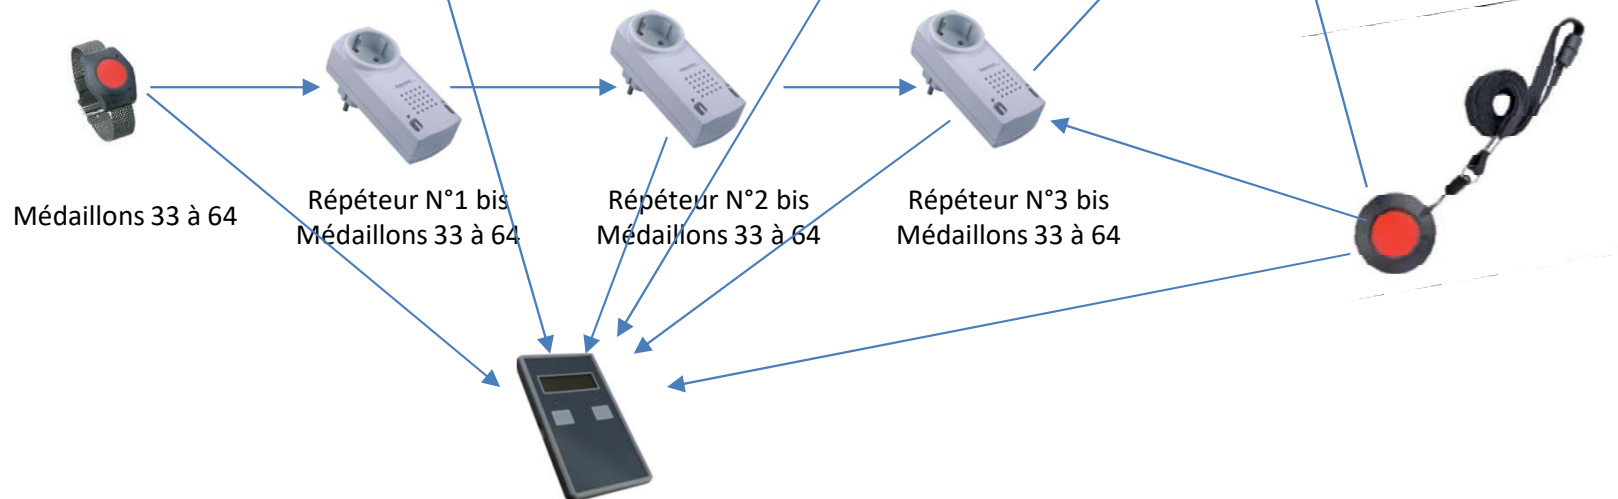 Médaillons 33 à 64
Répéteur N°1 bis
Médaillons 33 à 64
Répéteur N°2 bis
Médaillons 33 à 64
Répéteur N°3 bis
Médaillons 33 à 64